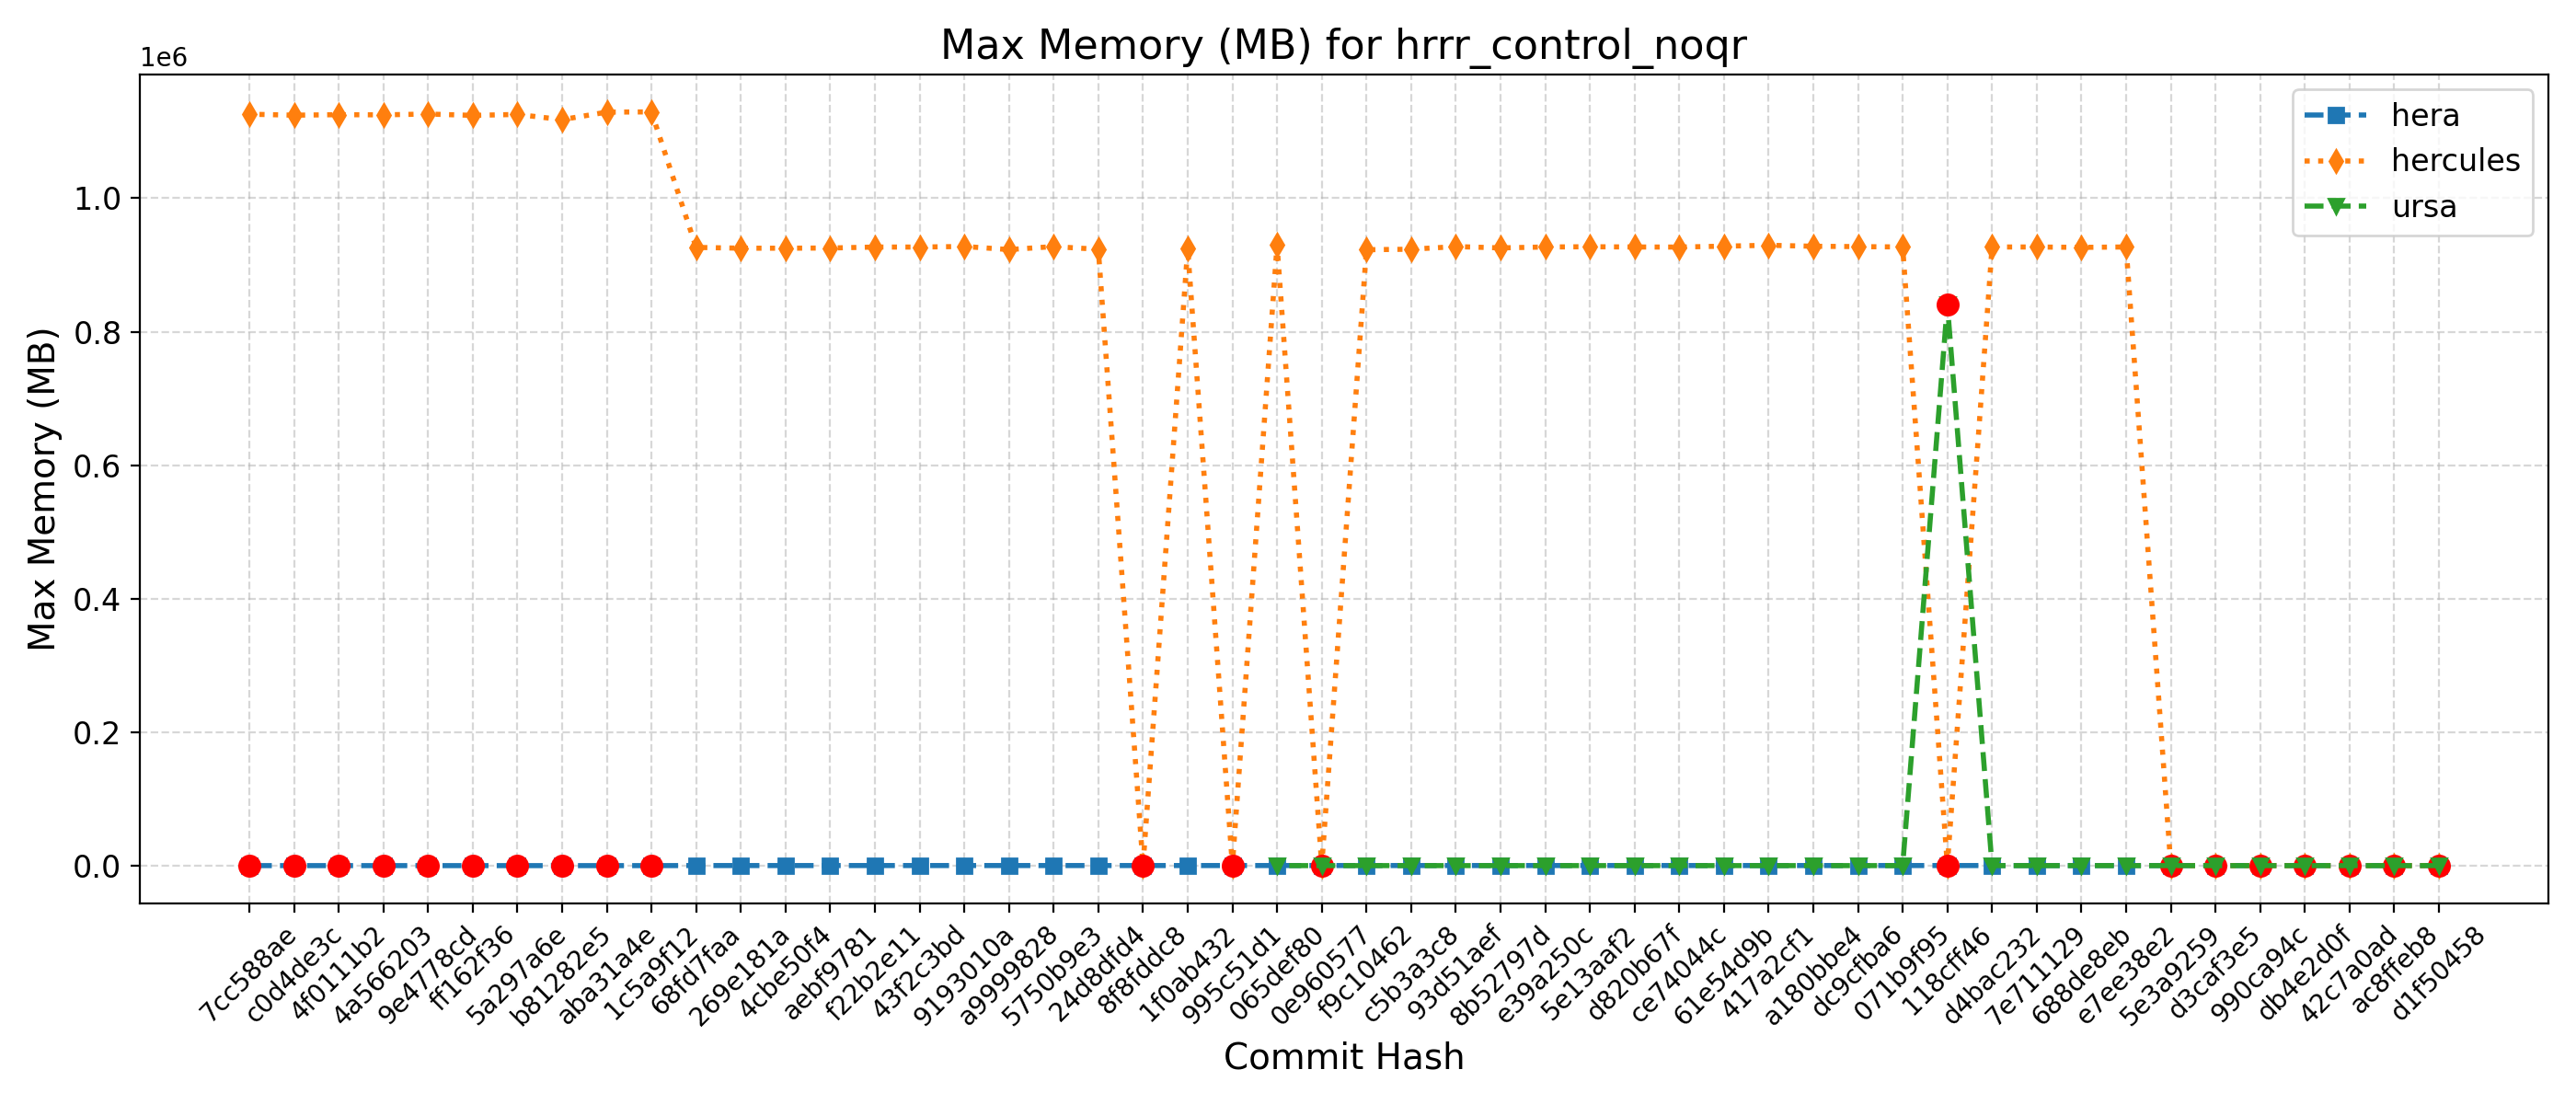 Max Memory (MB) for hrrr_control_noqr
1e6
hera
hercules
ursa
1.0
0.8
0.6
0.4
0.2
0.0
Max Memory (MB)
7cc588ae
c0d4de3c
4f0111b2
4a566203
9e4778cd
ff162f36
5a297a6e
b81282e5
aba31a4e
1c5a9f12
68fd7faa
269e181a
4cbe50f4
aebf9781
f22b2e11
43f2c3bd
9193010a
a9999828
5750b9e3
24d8dfd4
8f8fddc8
1f0ab432
995c51d1
065def80
0e960577
f9c10462
c5b3a3c8
93d51aef
8b52797d
e39a250c
5e13aaf2
d820b67f
ce74044c
61e54d9b
417a2cf1
a180bbe4
dc9cfba6
071b9f95
118cff46
d4bac232
7e711129
688de8eb
e7ee38e2
5e3a9259
d3caf3e5
990ca94c
db4e2d0f
42c7a0ad
ac8ffeb8
d1f50458
Commit Hash